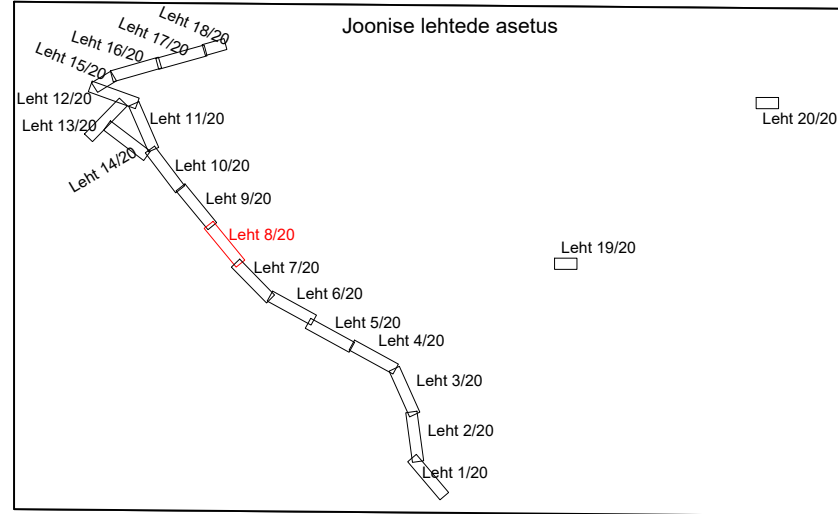 Joonise lehtede asetus
Leht 18/20
Leht 17/20
Leht 16/20
Leht 15/20
Leht 12/20
Leht 11/20
Leht 13/20
Leht 14/20
Leht 10/20
Leht 9/20
Leht 8/20
Leht 7/20
Leht 6/20
Leht 5/20
Leht 4/20
Leht 3/20
Leht 2/20
Leht 1/20
Leht 20/20
Leht 19/20